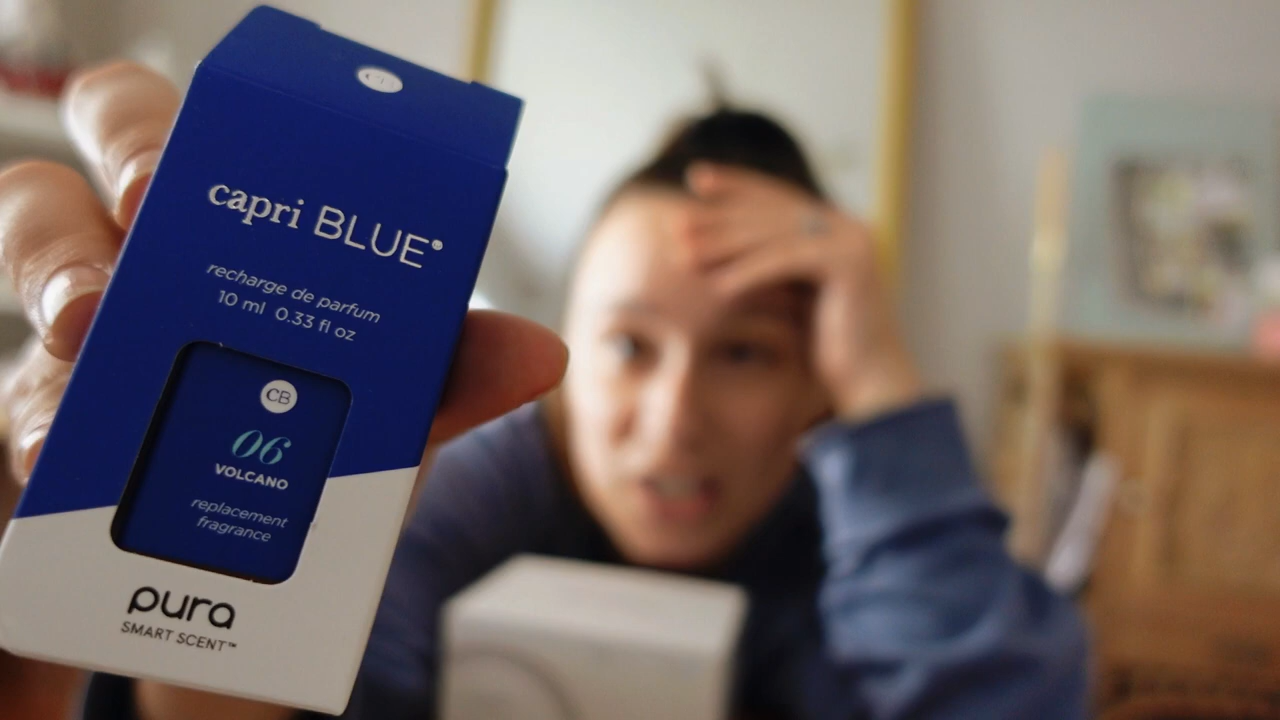 capri BLUE®
recharge de parfum
10 ml 0.33 fl oz
CB
06
VOLCANO
replacement
fragrance
pura
SMART SCENT™